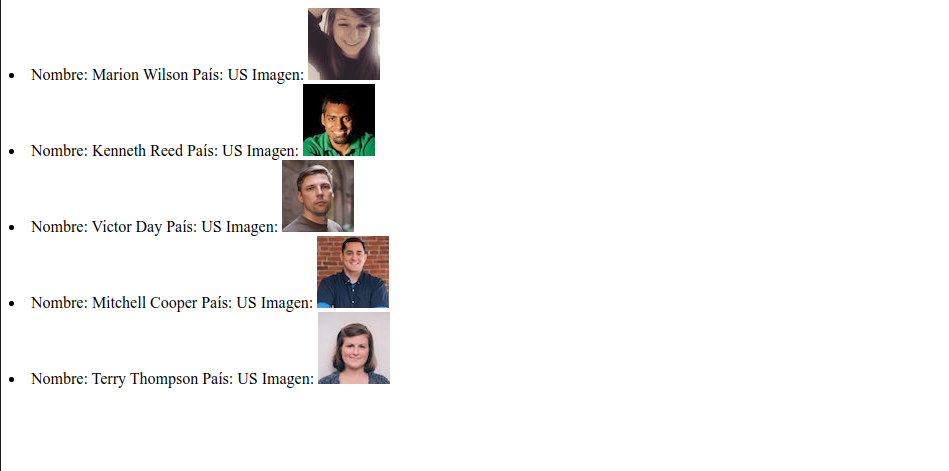 Nombre: Marion Wilson País: US Imagen:
Nombre: Kenneth Reed País: US Imagen:
Nombre: Victor Day País: US Imagen:
Nombre: Mitchell Cooper País: US Imagen:
Nombre: Terry Thompson País: US Imagen: